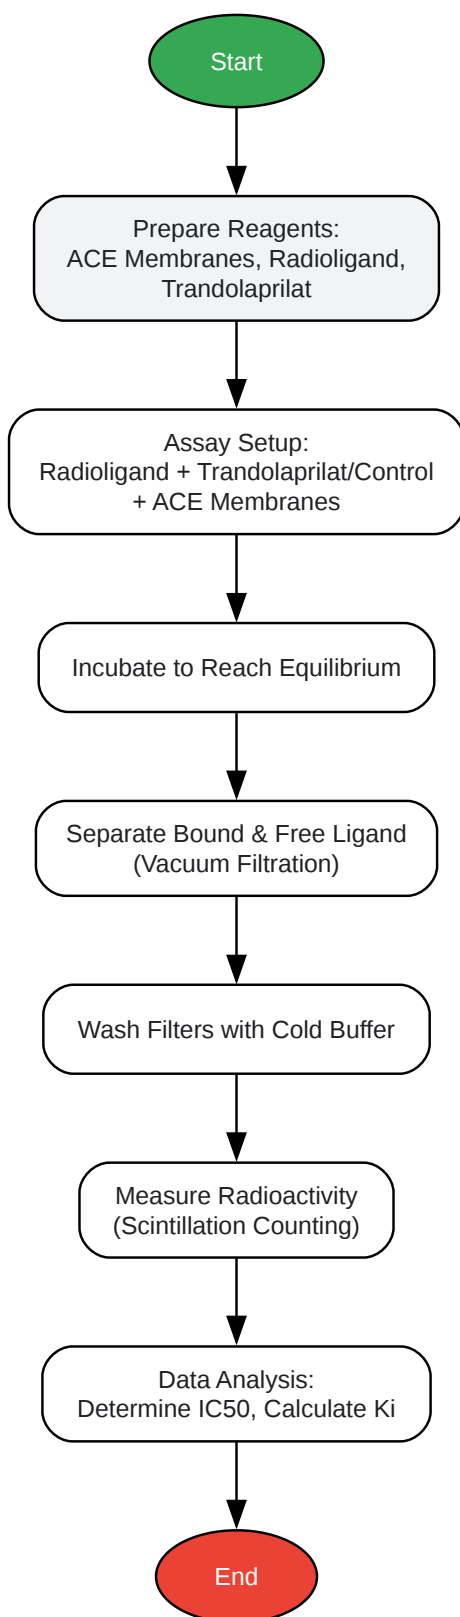 Start
Prepare Reagents:
ACE Membranes, Radioligand,
Trandolaprilat
Assay Setup:
Radioligand + Trandolaprilat/Control
+ ACE Membranes
Incubate to Reach Equilibrium
Separate Bound & Free Ligand
(Vacuum Filtration)
Wash Filters with Cold Buffer
Measure Radioactivity
(Scintillation Counting)
Data Analysis:
Determine IC50, Calculate Ki
End